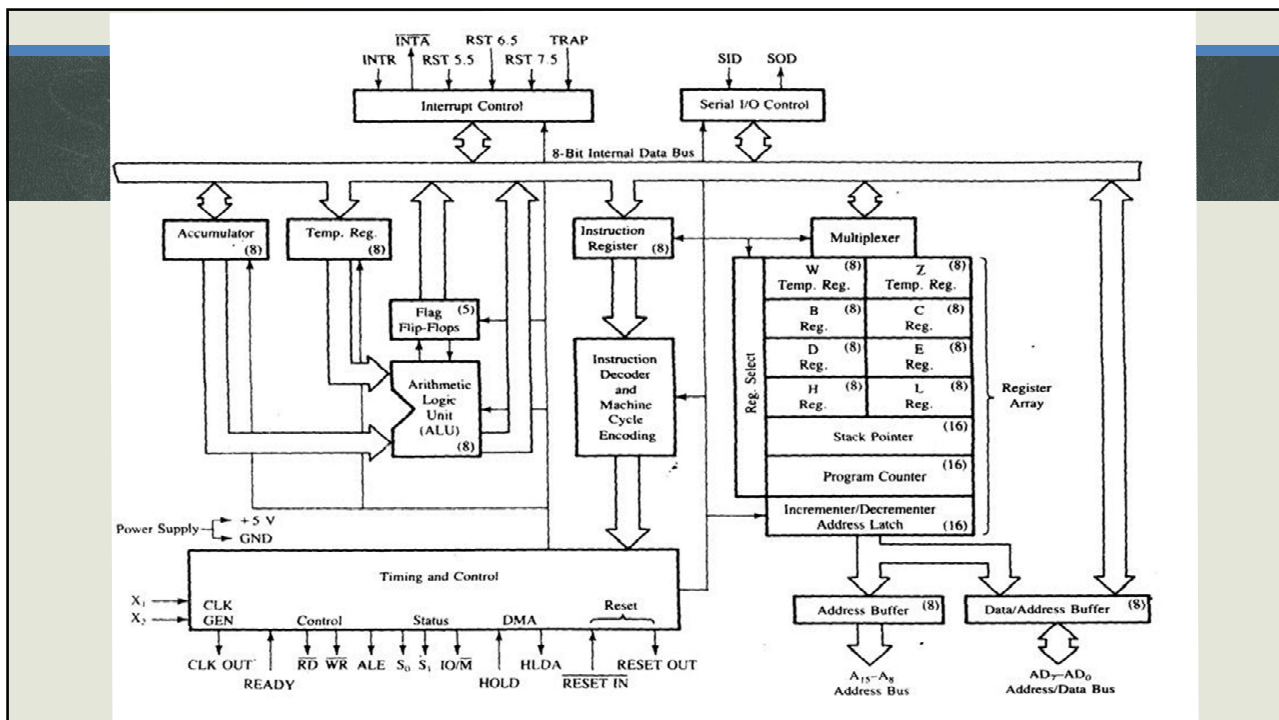 INTR
INTA
RST 5.5
RST 6.5
RST 7.5
TRAP
SID
SOD
Interrupt Control
Serial I/O Control
8-Bit Internal Data Bus
Accumulator
(8)
Temp. Reg.
(8)
Instruction
Register
(8)
Multiplexer
Flag
(5)
Flip-Flops
Arithmetic
Logic
Unit
(ALU)
(8)
Instruction
Decoder
and
Machine
Cycle
Encoding
Reg. Select
W (8)
Temp. Reg.
Z (8)
Temp. Reg.
B (8)
Reg.
C (8)
Reg.
D (8)
Reg.
E (8)
Reg.
H (8)
Reg.
L (8)
Reg.
(16)
Stack Pointer
(16)
Program Counter
Incrementer/Decrementer
Address Latch (16)
Register
Array
Power Supply
+5 V
GND
Timing and Control
X₁
X₂
CLK
GEN
Control
Status
DMA
Reset
CLK OUT
READY
RD
WR
ALE
S₀
S₁
IO/M
HOLD
HLDA
RESET IN
RESET OUT
Address Buffer (8)
Data/Address Buffer (8)
A₁₅–A₈
Address Bus
AD₇–AD₀
Address/Data Bus